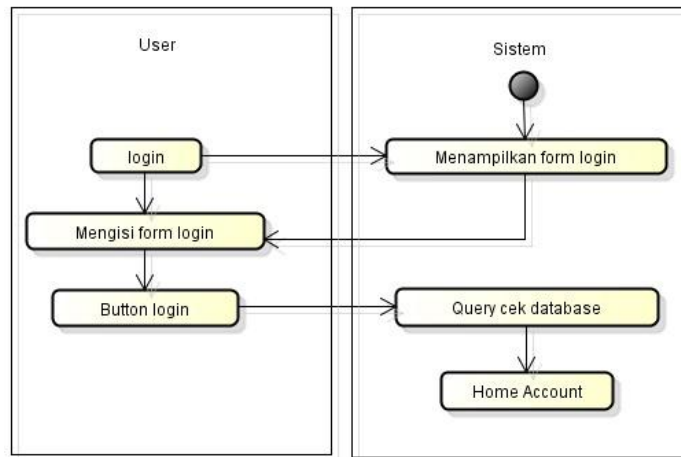 User
Sistem
login
Menampilkan form login
Mengisi form login
Button login
Query cek database
Home Account